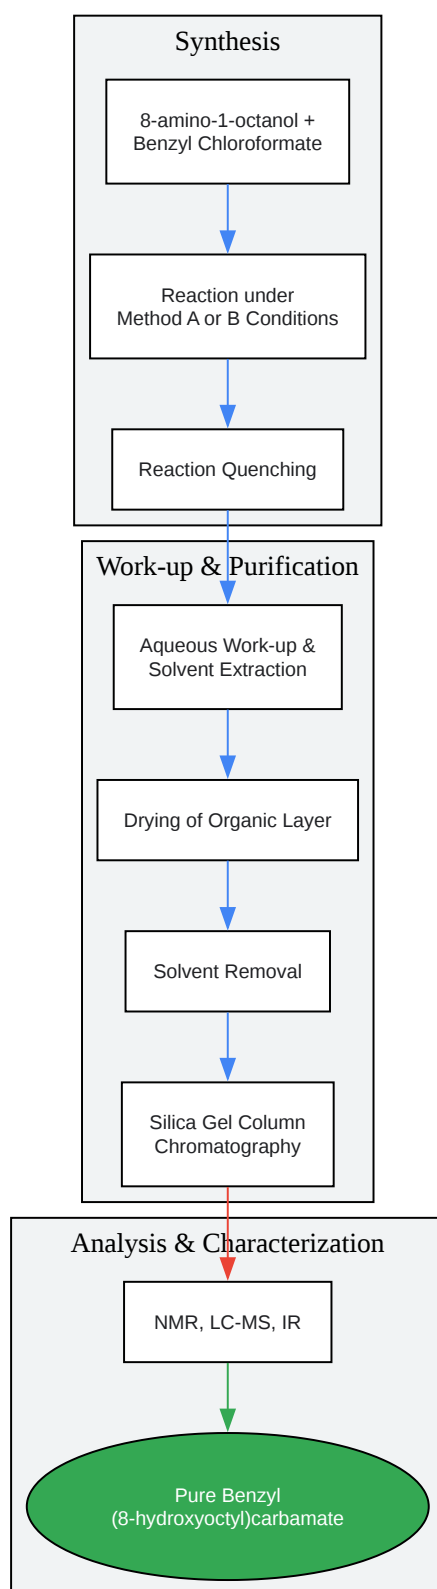 Synthesis
8-amino-1-octanol +
Benzyl Chloroformate
Reaction under
Method A or B Conditions
Reaction Quenching
Work-up & Purification
Aqueous Work-up &
Solvent Extraction
Drying of Organic Layer
Solvent Removal
Silica Gel Column
Chromatography
Analysis & Characterization
NMR, LC-MS, IR
Pure Benzyl
(8-hydroxyoctyl)carbamate